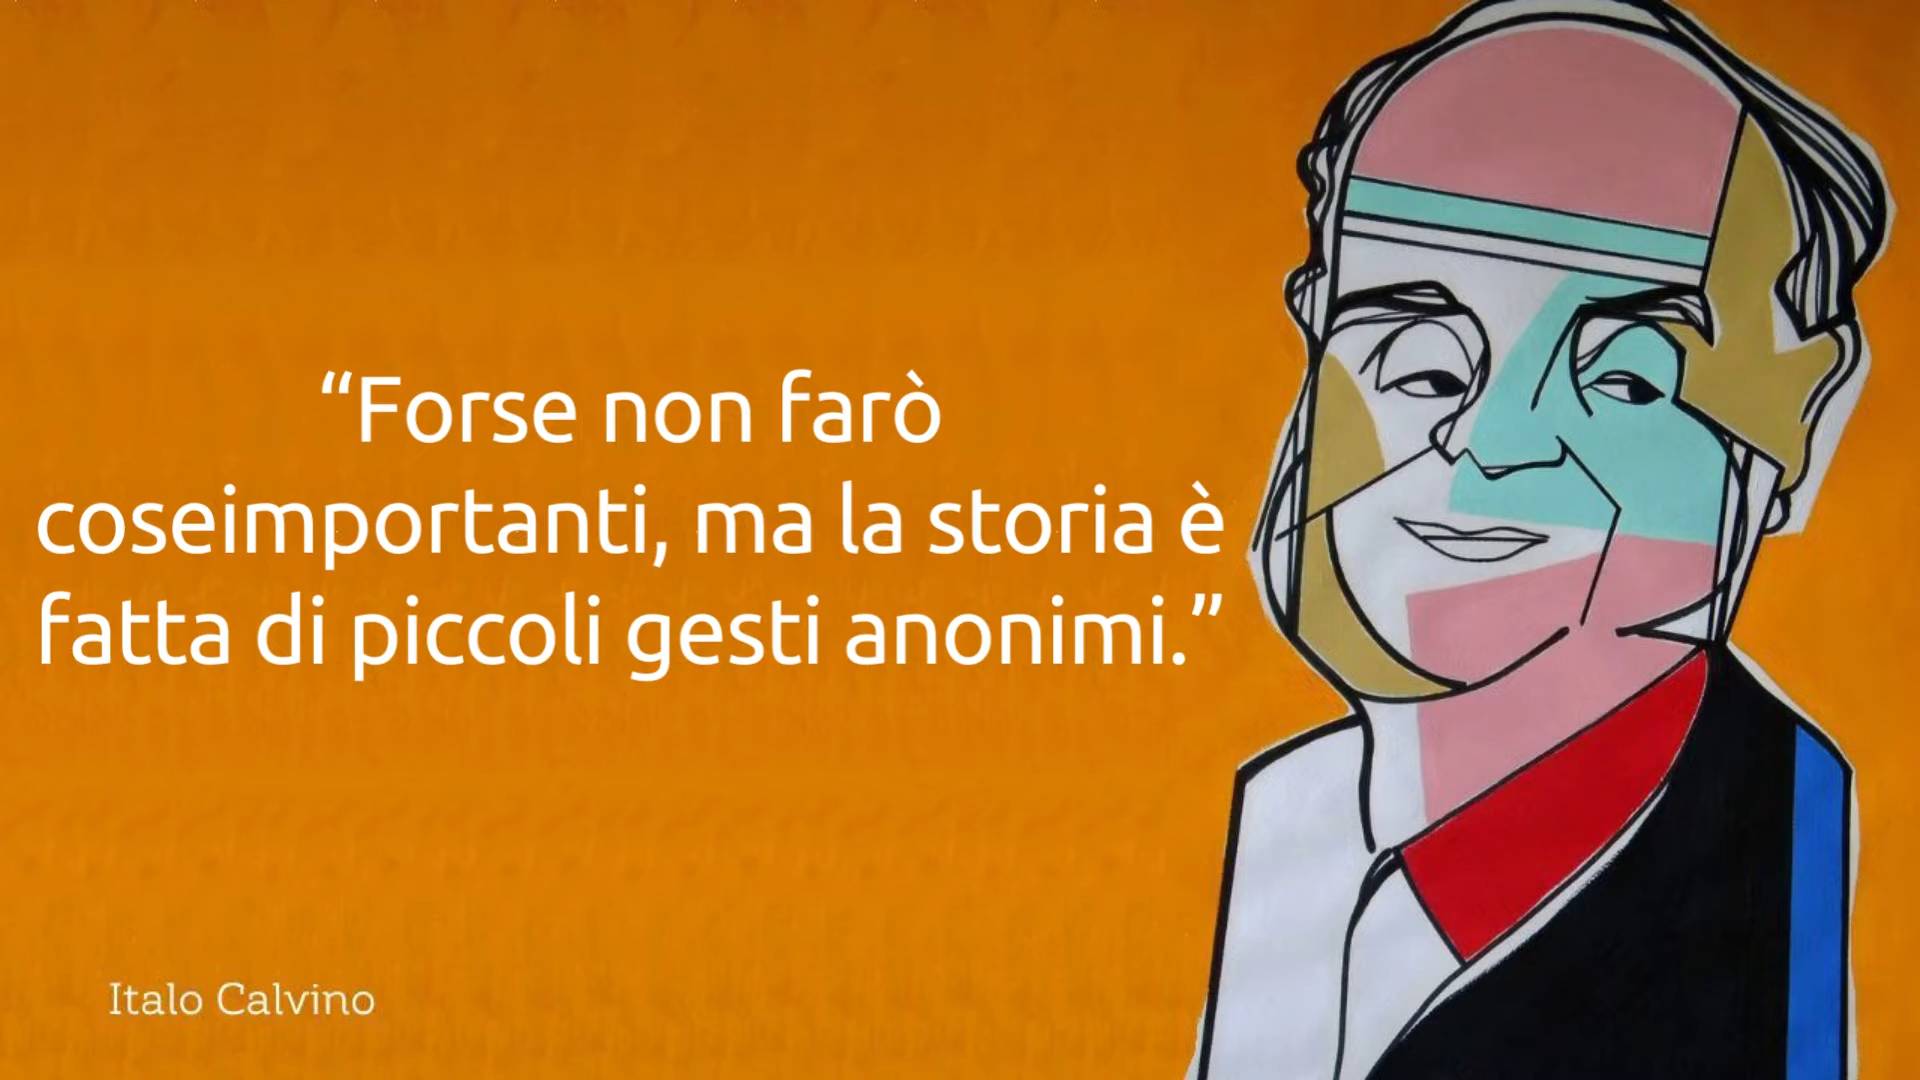 “Forse non farò
coseimportanti, ma la storia è
fatta di piccoli gesti anonimi.”
Italo Calvino